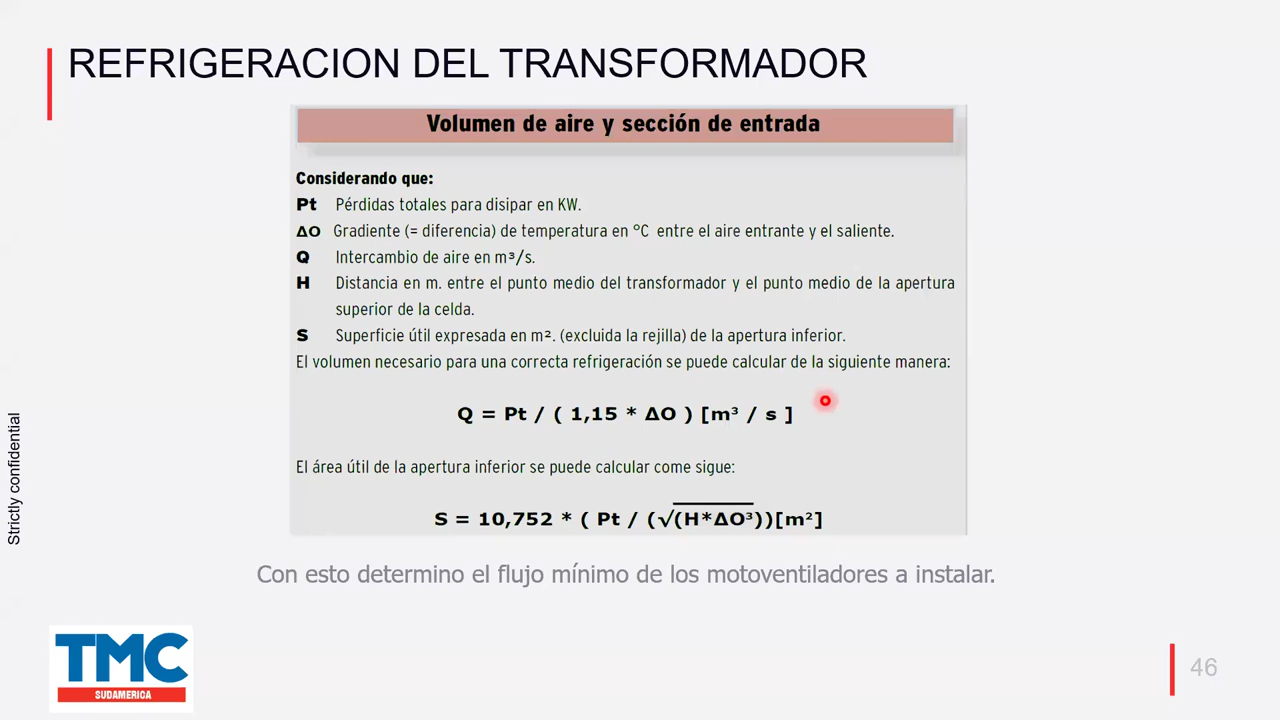 REFRIGERACION DEL TRANSFORMADOR
Volumen de aire y sección de entrada
Considerando que:
Pt Pérdidas totales para disipar en KW.
ΔO Gradiente (= diferencia) de temperatura en °C entre el aire entrante y el saliente.
Q Intercambio de aire en m³/s.
H Distancia en m. entre el punto medio del transformador y el punto medio de la apertura
superior de la celda.
S Superficie útil expresada en m². (excluida la rejilla) de la apertura inferior.
El volumen necesario para una correcta refrigeración se puede calcular de la siguiente manera:
Q = Pt / ( 1,15 * ΔO ) [m³ / s ]
El área útil de la apertura inferior se puede calcular come sigue:
S = 10,752 * ( Pt / (√(H*ΔO³))[m²]
Con esto determino el flujo mínimo de los motoventiladores a instalar.
Strictly confidential
TMC
SUDAMERICA
46